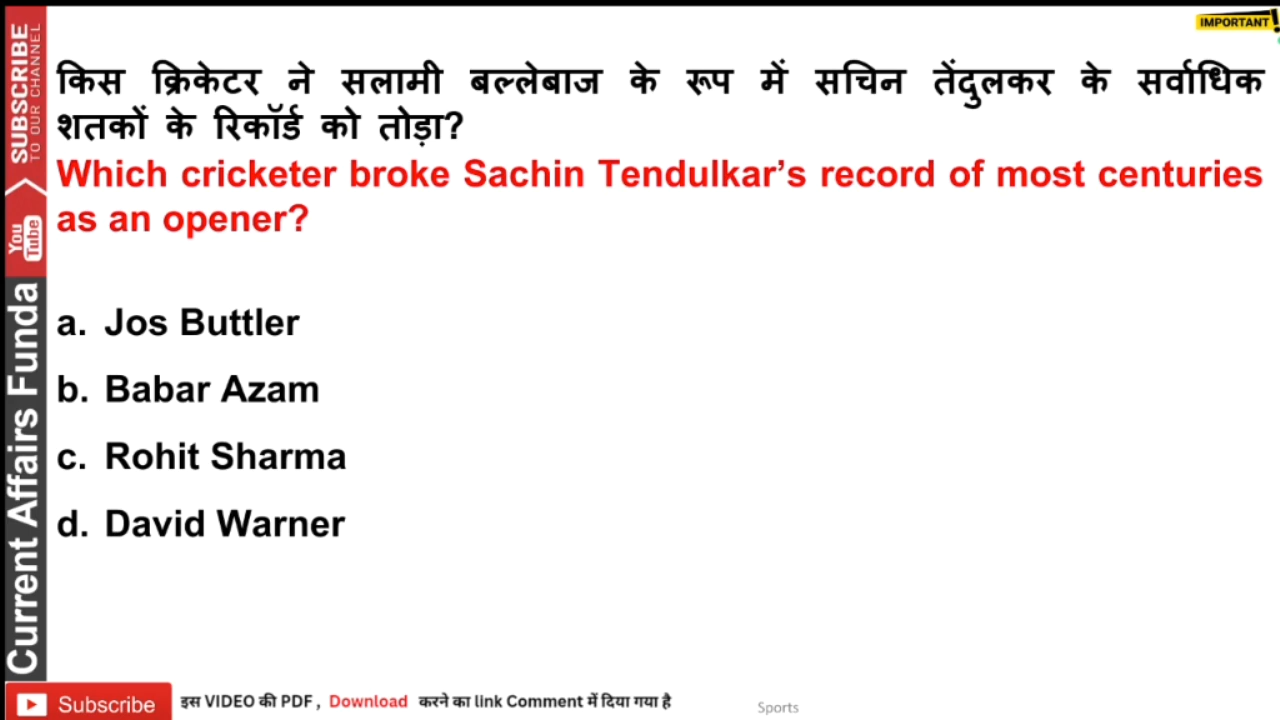 IMPORTANT !
किस क्रिकेटर ने सलामी बल्लेबाज के रूप में सचिन तेंदुलकर के सर्वाधिक
शतकों के रिकॉर्ड को तोड़ा?
Which cricketer broke Sachin Tendulkar’s record of most centuries
as an opener?
a. Jos Buttler
b. Babar Azam
c. Rohit Sharma
d. David Warner
SUBSCRIBE
TO OUR CHANNEL
You
Tube
Current Affairs Funda
Subscribe
इस VIDEO की PDF , Download करने का link Comment में दिया गया है
Sports